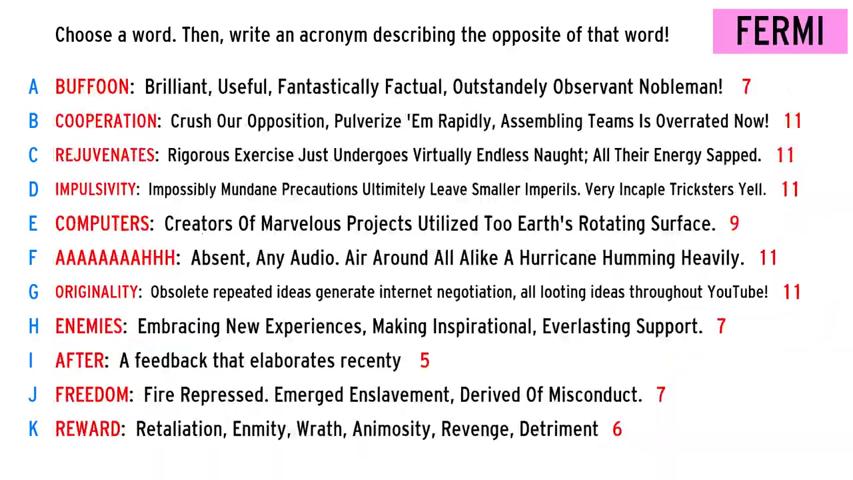 Choose a word. Then, write an acronym describing the opposite of that word!
FERMI
A BUFFOON: Brilliant, Useful, Fantastically Factual, Outstandely Observant Nobleman! 7
B COOPERATION: Crush Our Opposition, Pulverize 'Em Rapidly, Assembling Teams Is Overrated Now! 11
C REJUVENATES: Rigorous Exercise Just Undergoes Virtually Endless Naught; All Their Energy Sapped. 11
D IMPULSIVITY: Impossibly Mundane Precautions Ultimitely Leave Smaller Imperils. Very Incaple Tricksters Yell. 11
E COMPUTERS: Creators Of Marvelous Projects Utilized Too Earth's Rotating Surface. 9
F AAAAAAAAHHH: Absent, Any Audio. Air Around All Alike A Hurricane Humming Heavily. 11
G ORIGINALITY: Obsolete repeated ideas generate internet negotiation, all looting ideas throughout YouTube! 11
H ENEMIES: Embracing New Experiences, Making Inspirational, Everlasting Support. 7
I AFTER: A feedback that elaborates recenty 5
J FREEDOM: Fire Repressed. Emerged Enslavement, Derived Of Misconduct. 7
K REWARD: Retaliation, Enmity, Wrath, Animosity, Revenge, Detriment 6